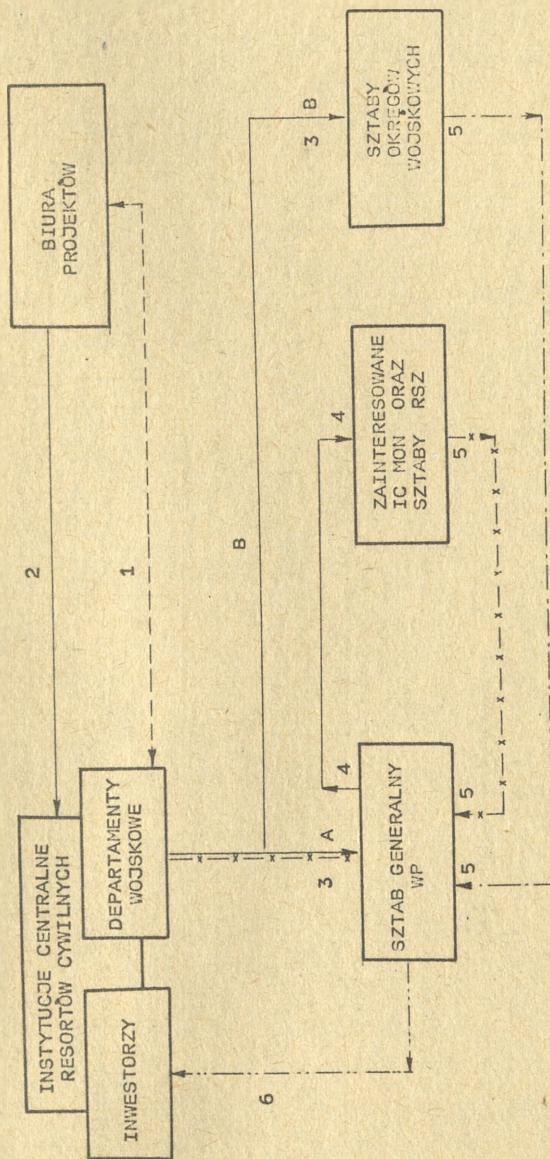 INSTYTUCJE CENTRALNE
RESORTÓW CYWILNYCH
INWESTORZY
DEPARTAMENTY
WOJSKOWE
BIURA
PROJEKTÓW
2
1
6
3
A
B
3
B
SZTAB GENERALNY
WP
4
4
ZAINTERESOWANE
IC MON ORAZ
SZTABY RSZ
SZTABY
OKRĘGÓW
WOJSKOWYCH
5
5
5
5